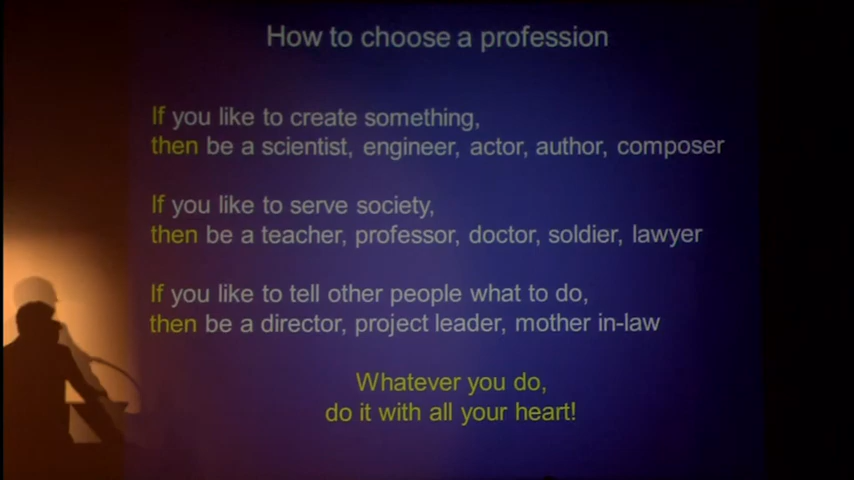 How to choose a profession
If you like to create something,
then be a scientist, engineer, actor, author, composer
If you like to serve society,
then be a teacher, professor, doctor, soldier, lawyer
If you like to tell other people what to do,
then be a director, project leader, mother in-law
Whatever you do,
do it with all your heart!